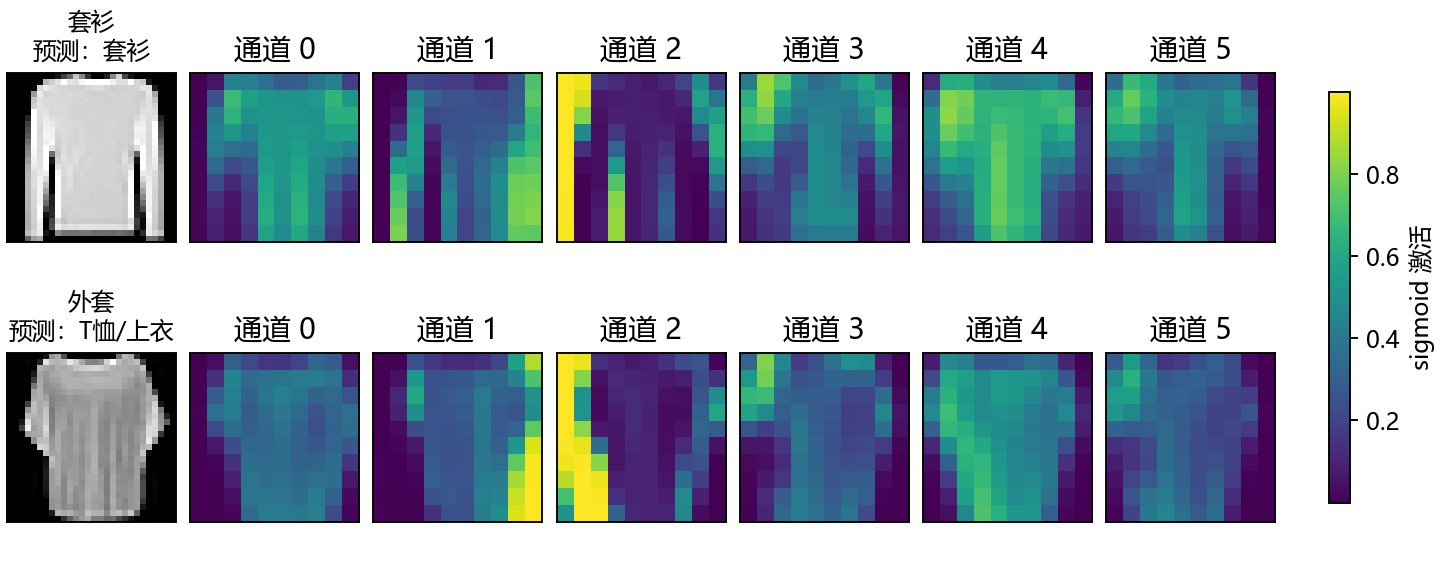 套衫
预测：套衫
通道 0
通道 1
通道 2
通道 3
通道 4
通道 5
外套
预测：T恤/上衣
通道 0
通道 1
通道 2
通道 3
通道 4
通道 5
0.8
0.6
0.4
0.2
sigmoid 激活